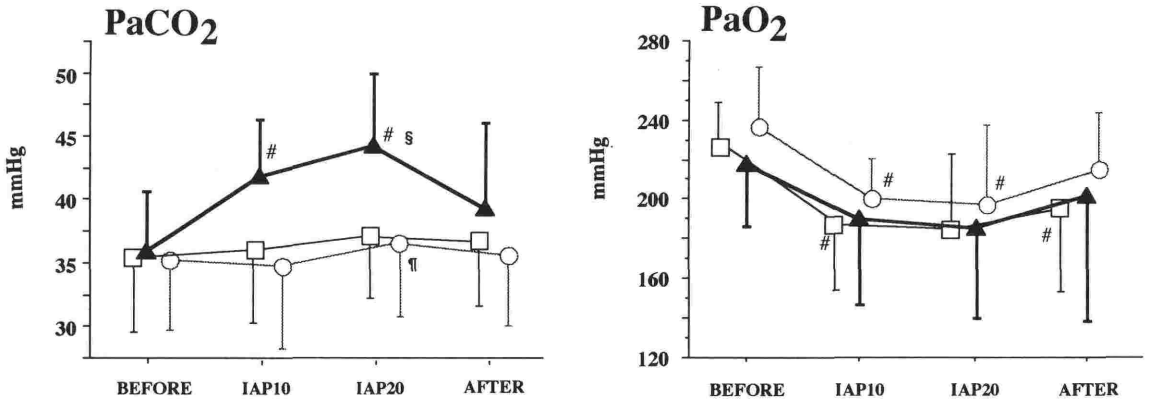 PaCO2
mmHg
50
45
40
35
30
# # § ¶
BEFORE IAP10 IAP20 AFTER
PaO2
mmHg
280
240
200
160
120
# # # #
BEFORE IAP10 IAP20 AFTER